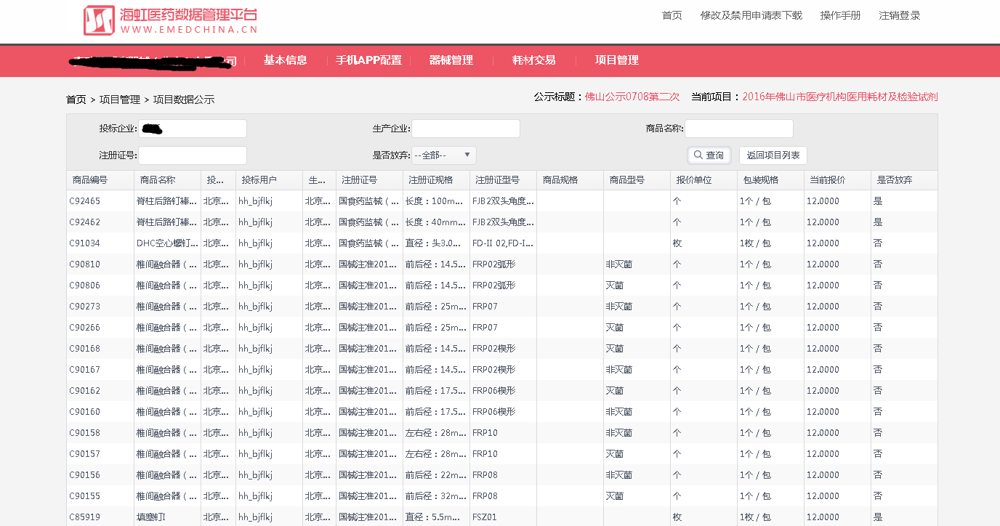 海虹医药数据管理平台
WWW.EMEDCHINA.CN
首页 修改及禁用申请表下载 操作手册 注销登录
司 基本信息 手机APP配置 器械管理 耗材交易 项目管理
首页 > 项目管理 > 项目数据公示 公示标题：佛山公示0708第二次 当前项目：2016年佛山市医疗机构医用耗材及检验试剂
投标企业: 生产企业: 商品名称:
注册证号: 是否放弃: --全部-- 查询 返回项目列表
商品编号 商品名称 投... 投标用户 生... 注册证号 注册证规格 注册证型号 商品规格 商品型号 报价单位 包装规格 当前报价 是否放弃
C92465 脊柱后路钉棒... 北京... hh_bjflkj 北京... 国食药监械（... 长度：100m... FJB2双头角度... 个 1个 / 包 12.0000 是
C92462 脊柱后路钉棒... 北京... hh_bjflkj 北京... 国食药监械（... 长度：40mm... FJB2双头角度... 个 1个 / 包 12.0000 是
C91034 DHC空心螺钉... 北京... hh_bjflkj 北京... 国食药监械（... 直径：头3.0... FD-II 02,FD-I... 枚 1枚 / 包 12.0000 否
C90810 椎间融合器（... 北京... hh_bjflkj 北京... 国械注准201... 前后径：14.5... FRP02弧形 非灭菌 个 1个 / 包 12.0000 否
C90806 椎间融合器（... 北京... hh_bjflkj 北京... 国械注准201... 前后径：14.5... FRP02弧形 灭菌 个 1个 / 包 12.0000 否
C90273 椎间融合器（... 北京... hh_bjflkj 北京... 国械注准201... 前后径：25m... FRP07 非灭菌 个 1个 / 包 12.0000 否
C90266 椎间融合器（... 北京... hh_bjflkj 北京... 国械注准201... 前后径：25m... FRP07 灭菌 个 1个 / 包 12.0000 否
C90168 椎间融合器（... 北京... hh_bjflkj 北京... 国械注准201... 前后径：14.5... FRP02楔形 灭菌 个 1个 / 包 12.0000 否
C90167 椎间融合器（... 北京... hh_bjflkj 北京... 国械注准201... 前后径：14.5... FRP02楔形 非灭菌 个 1个 / 包 12.0000 否
C90162 椎间融合器（... 北京... hh_bjflkj 北京... 国械注准201... 前后径：17.5... FRP06楔形 灭菌 个 1个 / 包 12.0000 否
C90160 椎间融合器（... 北京... hh_bjflkj 北京... 国械注准201... 前后径：17.5... FRP06楔形 非灭菌 个 1个 / 包 12.0000 否
C90158 椎间融合器（... 北京... hh_bjflkj 北京... 国械注准201... 左右径：28m... FRP10 非灭菌 个 1个 / 包 12.0000 否
C90157 椎间融合器（... 北京... hh_bjflkj 北京... 国械注准201... 左右径：28m... FRP10 灭菌 个 1个 / 包 12.0000 否
C90156 椎间融合器（... 北京... hh_bjflkj 北京... 国械注准201... 前后径：22m... FRP08 非灭菌 个 1个 / 包 12.0000 否
C90155 椎间融合器（... 北京... hh_bjflkj 北京... 国械注准201... 前后径：32m... FRP08 灭菌 个 1个 / 包 12.0000 否
C85919 填塞钉I 北京... hh_bjflkj 北京... 国械注准201... 直径：5.5m... FSZ01 枚 1枚 / 包 12.0000 是